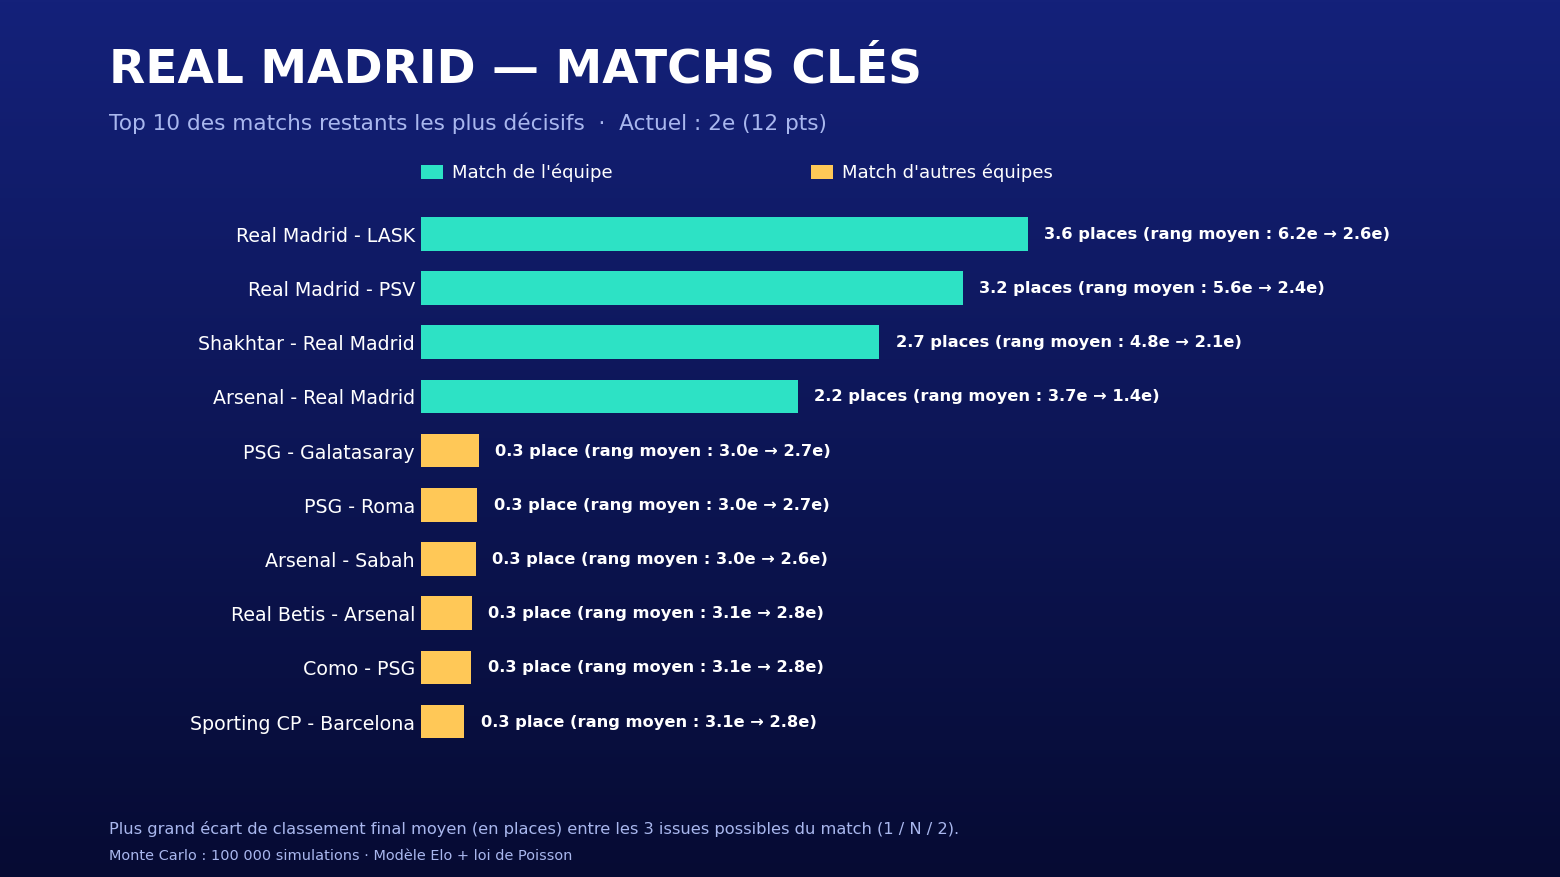 REAL MADRID — MATCHS CLÉS
Top 10 des matchs restants les plus décisifs · Actuel : 2e (12 pts)
Match de l'équipe
Match d'autres équipes
Real Madrid - LASK 3.6 places (rang moyen : 6.2e → 2.6e)
Real Madrid - PSV 3.2 places (rang moyen : 5.6e → 2.4e)
Shakhtar - Real Madrid 2.7 places (rang moyen : 4.8e → 2.1e)
Arsenal - Real Madrid 2.2 places (rang moyen : 3.7e → 1.4e)
PSG - Galatasaray 0.3 place (rang moyen : 3.0e → 2.7e)
PSG - Roma 0.3 place (rang moyen : 3.0e → 2.7e)
Arsenal - Sabah 0.3 place (rang moyen : 3.0e → 2.6e)
Real Betis - Arsenal 0.3 place (rang moyen : 3.1e → 2.8e)
Como - PSG 0.3 place (rang moyen : 3.1e → 2.8e)
Sporting CP - Barcelona 0.3 place (rang moyen : 3.1e → 2.8e)
Plus grand écart de classement final moyen (en places) entre les 3 issues possibles du match (1 / N / 2).
Monte Carlo : 100 000 simulations · Modèle Elo + loi de Poisson